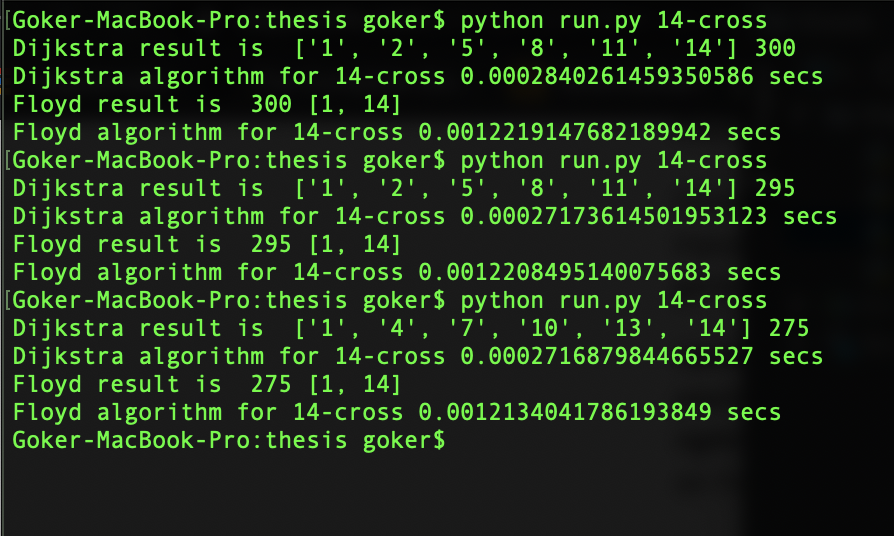 [Goker-MacBook-Pro:thesis goker$ python run.py 14-cross
Dijkstra result is  ['1', '2', '5', '8', '11', '14'] 300
Dijkstra algorithm for 14-cross 0.0002840261459350586 secs
Floyd result is  300 [1, 14]
Floyd algorithm for 14-cross 0.0012219147682189942 secs
[Goker-MacBook-Pro:thesis goker$ python run.py 14-cross
Dijkstra result is  ['1', '2', '5', '8', '11', '14'] 295
Dijkstra algorithm for 14-cross 0.00027173614501953123 secs
Floyd result is  295 [1, 14]
Floyd algorithm for 14-cross 0.0012208495140075683 secs
[Goker-MacBook-Pro:thesis goker$ python run.py 14-cross
Dijkstra result is  ['1', '4', '7', '10', '13', '14'] 275
Dijkstra algorithm for 14-cross 0.0002716879844665527 secs
Floyd result is  275 [1, 14]
Floyd algorithm for 14-cross 0.0012134041786193849 secs
Goker-MacBook-Pro:thesis goker$